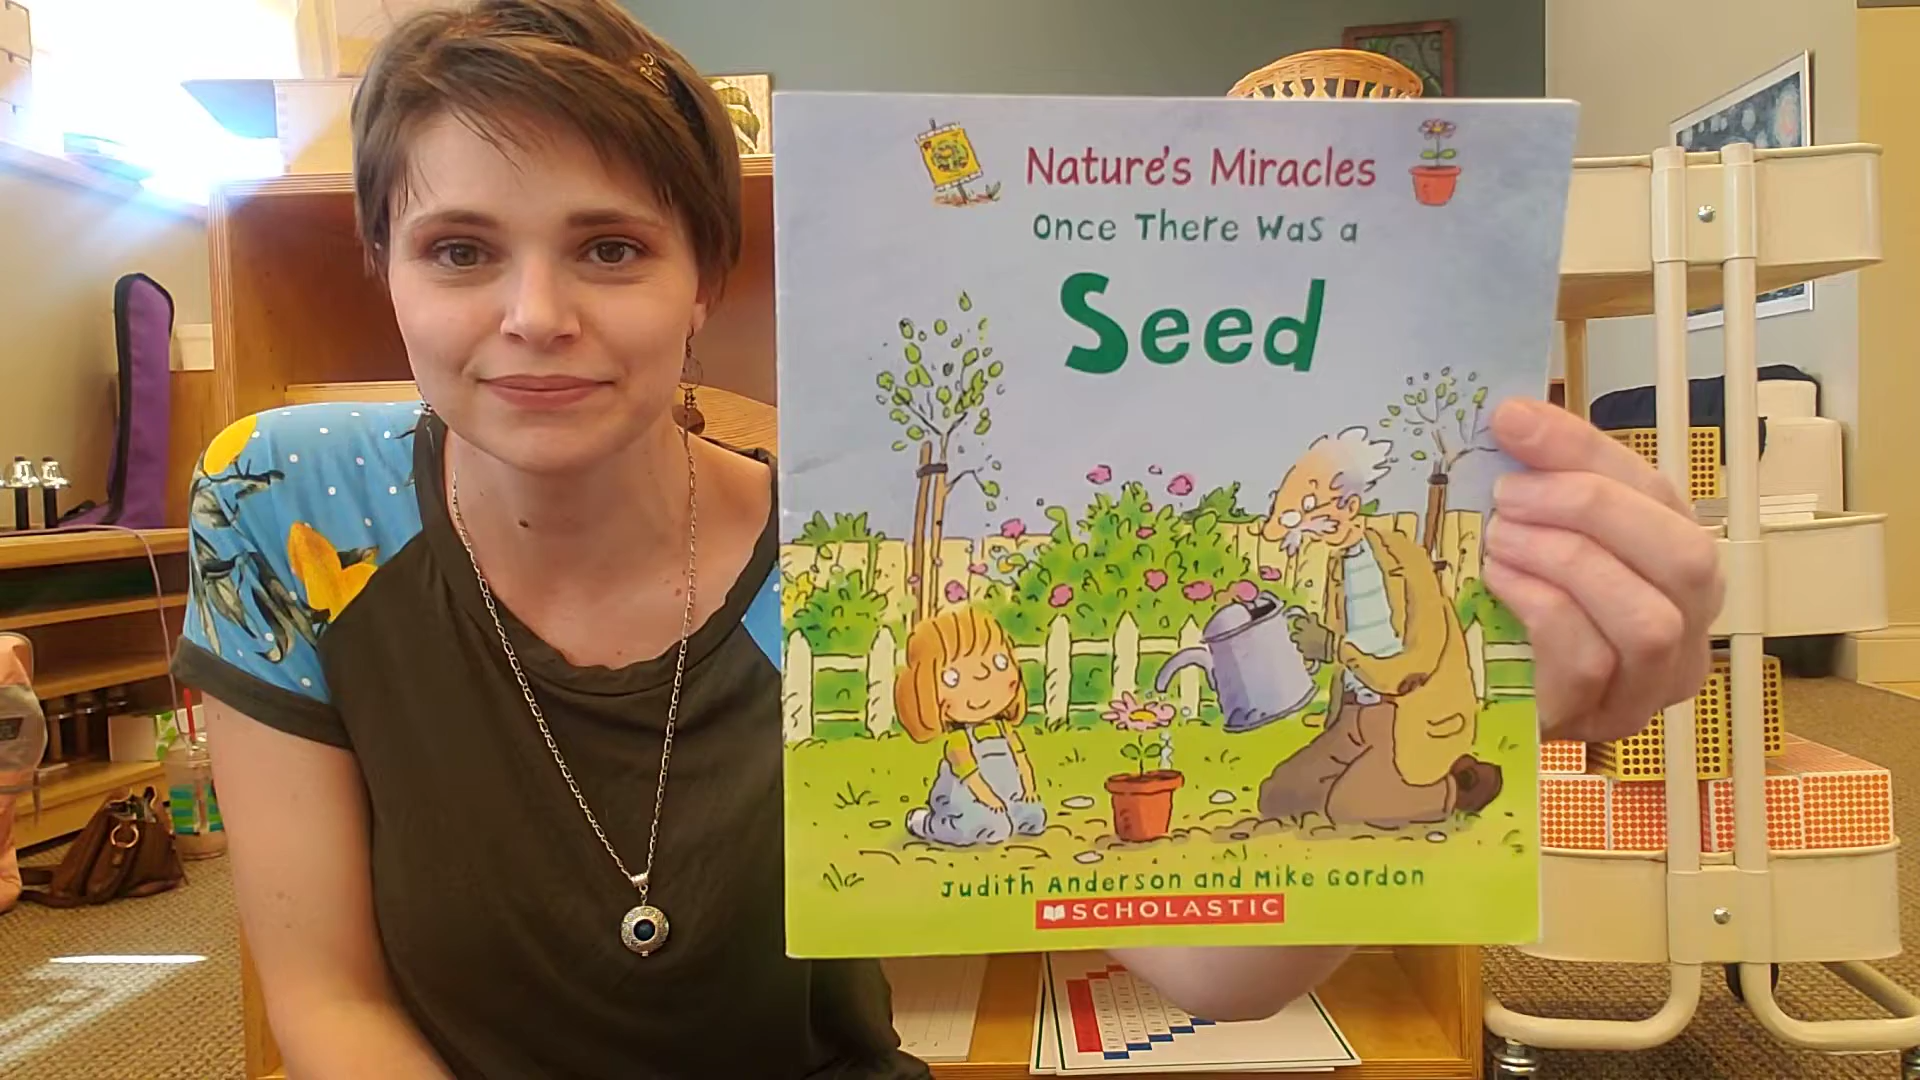 Nature's Miracles
Once There Was a
Seed
Judith Anderson and Mike Gordon
SCHOLASTIC